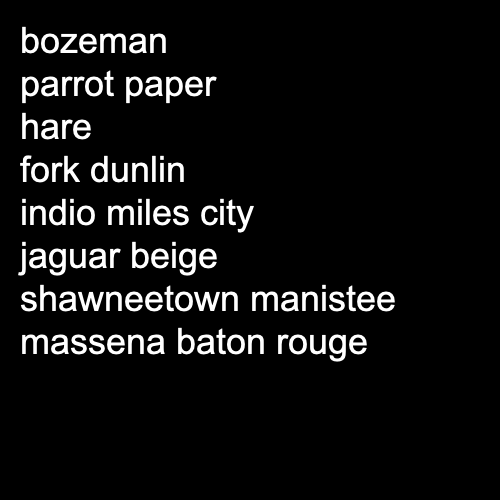 bozeman
parrot paper
hare
fork dunlin
indio miles city
jaguar beige
shawneetown manistee
massena baton rouge